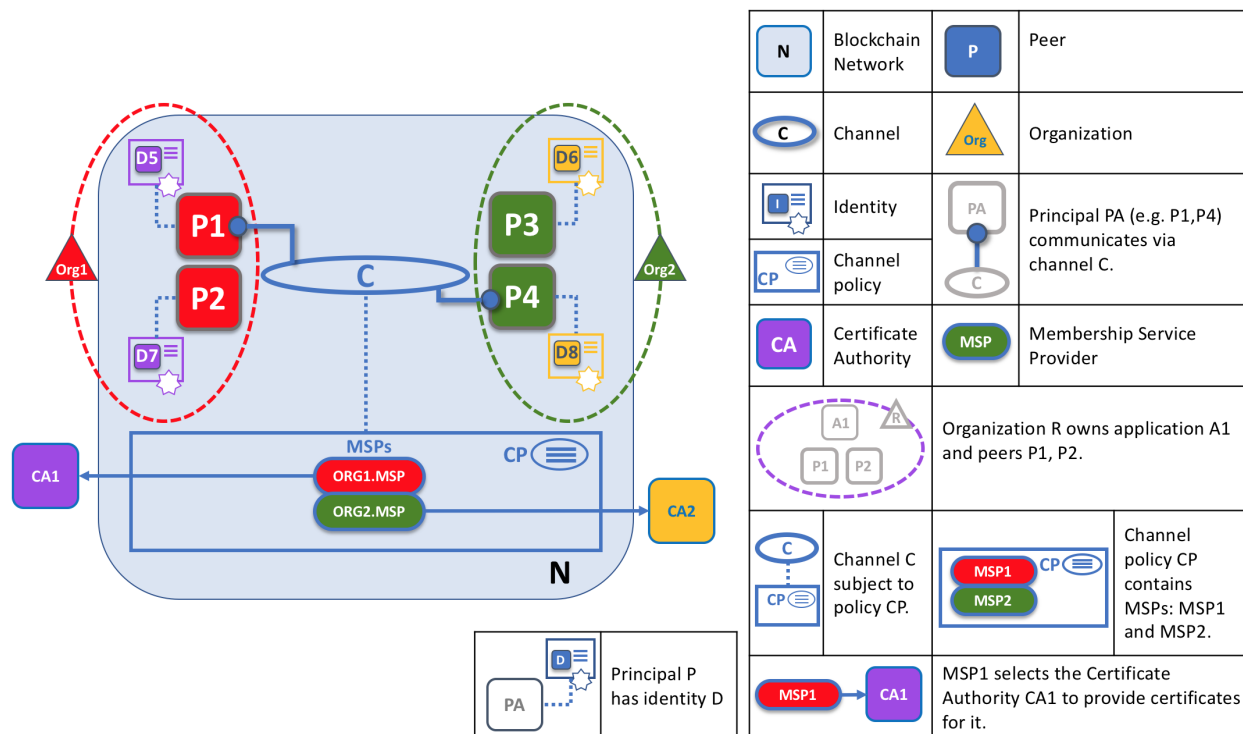 D5
D6
P1
P3
Org1
C
Org2
P2
P4
D7
D8
MSPs
CP
CA1
ORG1.MSP
ORG2.MSP
CA2
N
PA
D
Principal P
has identity D
N
Blockchain
Network
P
Peer
C
Channel
Org
Organization
I
Identity
PA
C
Principal PA (e.g. P1,P4)
communicates via
channel C.
CP
Channel
policy
CA
Certificate
Authority
MSP
Membership Service
Provider
A1
R
P1
P2
Organization R owns application A1
and peers P1, P2.
C
CP
Channel C
subject to
policy CP.
MSP1
MSP2
CP
Channel
policy CP
contains
MSPs: MSP1
and MSP2.
MSP1
CA1
MSP1 selects the Certificate
Authority CA1 to provide certificates
for it.